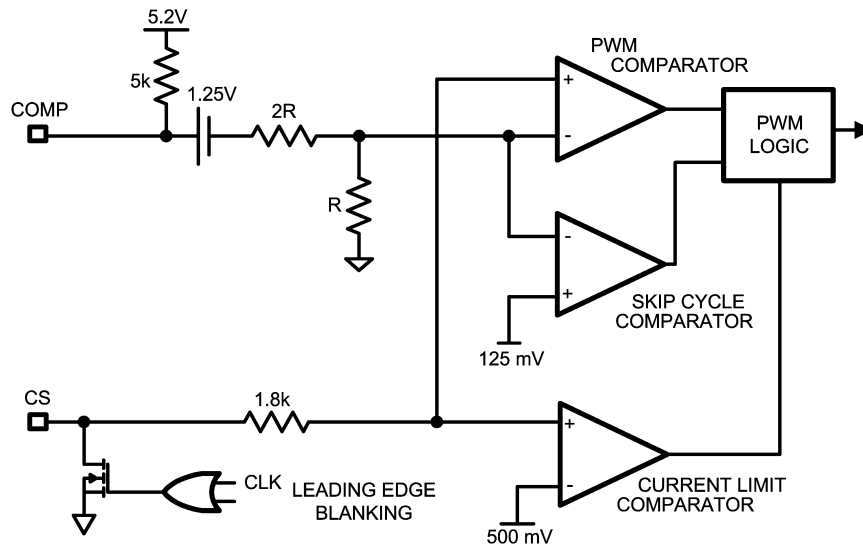 5.2V
PWM
COMPARATOR
5k
1.25V
COMP
2R
+
-
PWM
LOGIC
R
-
+
SKIP CYCLE
COMPARATOR
125 mV
CS
1.8k
+
-
CLK
LEADING EDGE
BLANKING
CURRENT LIMIT
COMPARATOR
500 mV